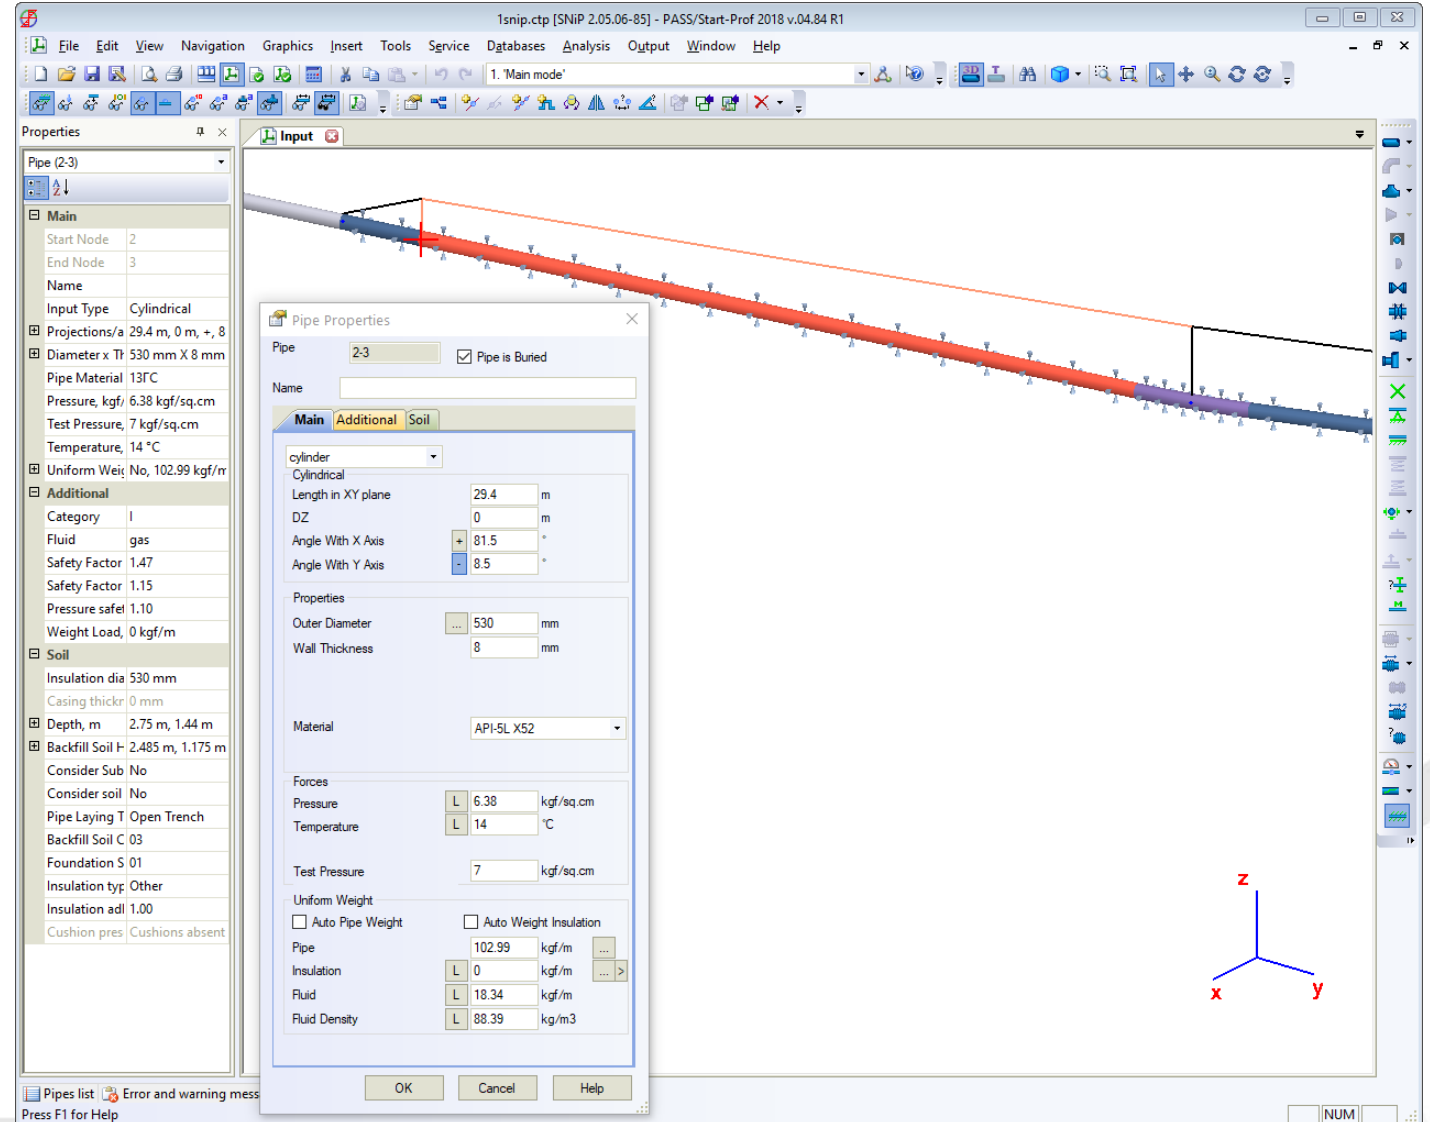 1snip.ctp [SNiP 2.05.06-85] - PASS/Start-Prof 2018 v.04.84 R1
File Edit View Navigation Graphics Insert Tools Service Databases Analysis Output Window Help
1. 'Main mode'
Properties
Input
Pipe (2-3)
Main
Start Node 2
End Node 3
Name
Input Type Cylindrical
Projections/a 29.4 m, 0 m, +, 8
Diameter x Th 530 mm X 8 mm
Pipe Material 13ГС
Pressure, kgf/ 6.38 kgf/sq.cm
Test Pressure, 7 kgf/sq.cm
Temperature, 14 °C
Uniform Weig No, 102.99 kgf/m
Additional
Category I
Fluid gas
Safety Factor 1.47
Safety Factor 1.15
Pressure safet 1.10
Weight Load, 0 kgf/m
Soil
Insulation dia 530 mm
Casing thickn 0 mm
Depth, m 2.75 m, 1.44 m
Backfill Soil H 2.485 m, 1.175 m
Consider Sub No
Consider soil No
Pipe Laying T Open Trench
Backfill Soil C 03
Foundation S 01
Insulation typ Other
Insulation adl 1.00
Cushion pres Cushions absent
Pipe Properties
Pipe 2-3 Pipe is Buried
Name
Main Additional Soil
cylinder
Cylindrical
Length in XY plane 29.4 m
DZ 0 m
Angle With X Axis + 81.5 °
Angle With Y Axis - 8.5 °
Properties
Outer Diameter ... 530 mm
Wall Thickness 8 mm
Material API-5L X52
Forces
Pressure L 6.38 kgf/sq.cm
Temperature L 14 °C
Test Pressure 7 kgf/sq.cm
Uniform Weight
Auto Pipe Weight Auto Weight Insulation
Pipe 102.99 kgf/m ...
Insulation L 0 kgf/m ... >
Fluid L 18.34 kgf/m
Fluid Density L 88.39 kg/m3
OK Cancel Help
z
x
y
Pipes list Error and warning mess
Press F1 for Help
NUM